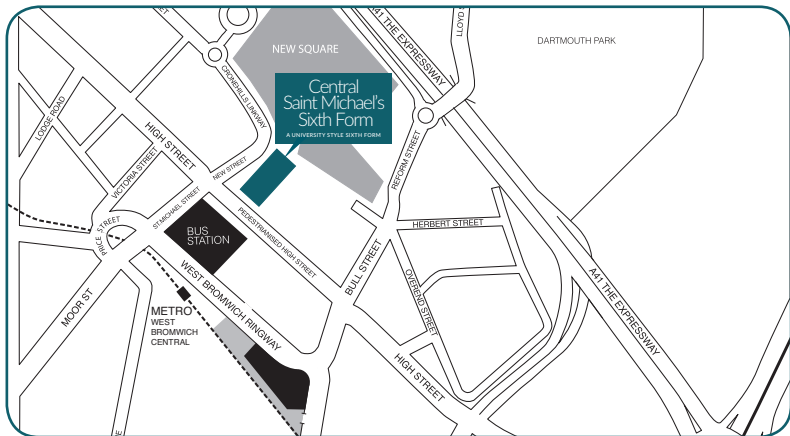 NEW SQUARE
A41 THE EXPRESSWAY
DARTMOUTH PARK
Central
Saint Michael's
Sixth Form
A UNIVERSITY STYLE SIXTH FORM
CRONEHILLS LINKWAY
LODGE ROAD
HIGH STREET
VICTORIA STREET
NEW STREET
REFORM STREET
ST.MICHAEL STREET
PRICE STREET
BUS
STATION
PEDESTRIANISED HIGH STREET
HERBERT STREET
BULL STREET
OVEREND STREET
WEST BROMWICH RINGWAY
MOOR ST
METRO
WEST
BROMWICH
CENTRAL
A41 THE EXPRESSWAY
HIGH STREET